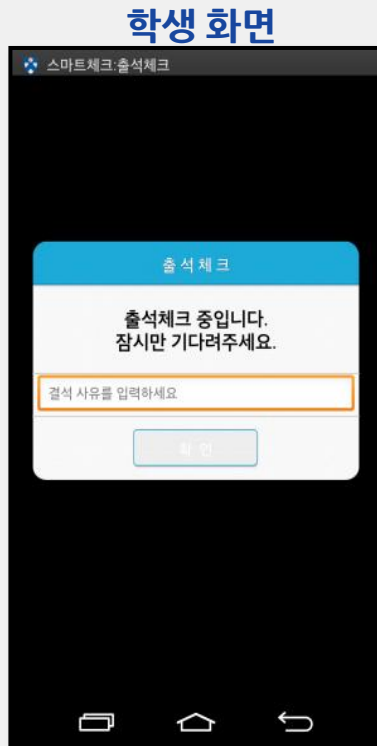 학생 화면
스마트체크:출석체크
출석체크
출석체크 중입니다.
잠시만 기다려주세요.
결석 사유를 입력하세요
확인